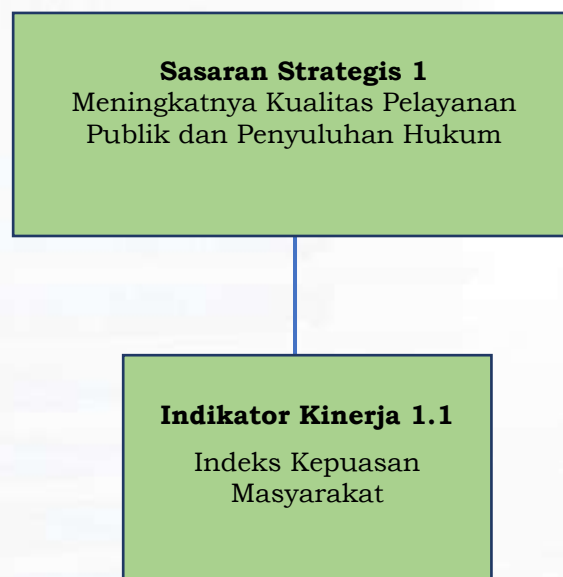 Sasaran Strategis 1
Meningkatnya Kualitas Pelayanan
Publik dan Penyuluhan Hukum
Indikator Kinerja 1.1
Indeks Kepuasan
Masyarakat